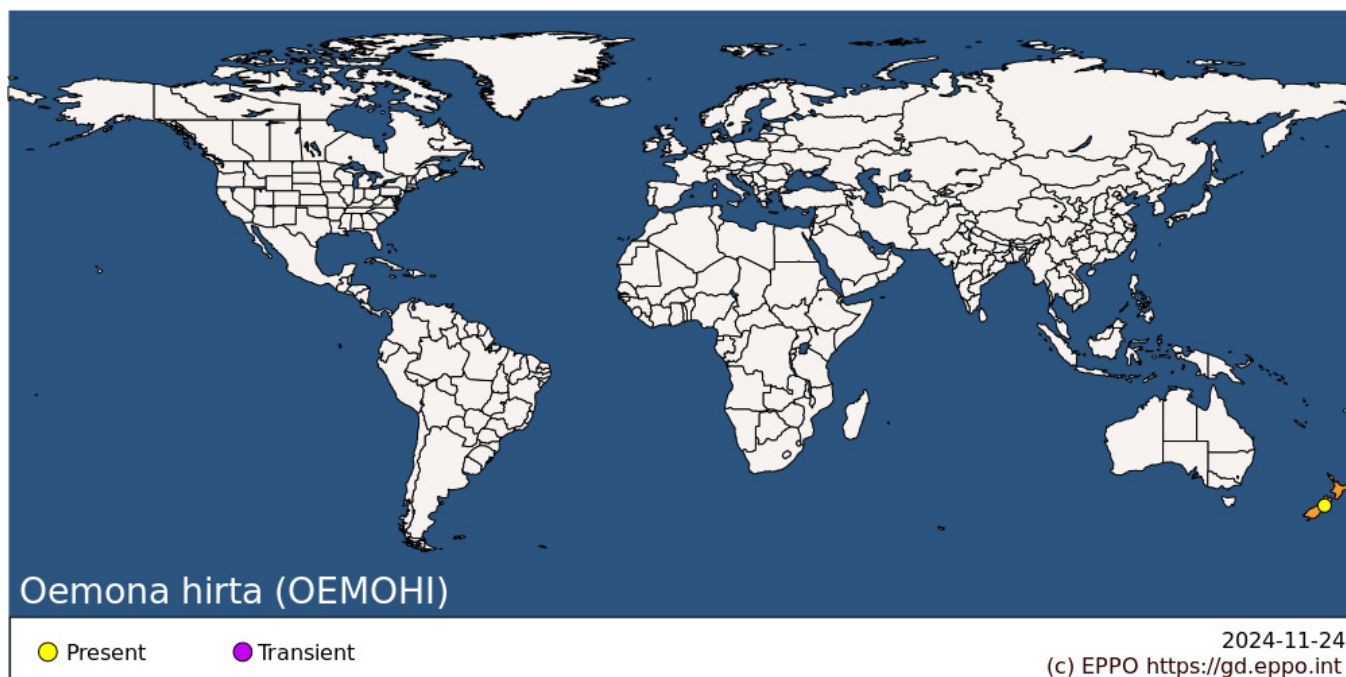 Oemona hirta (OEMOHI)
Present
Transient
2024-11-24
(c) EPPO https://gd.eppo.int